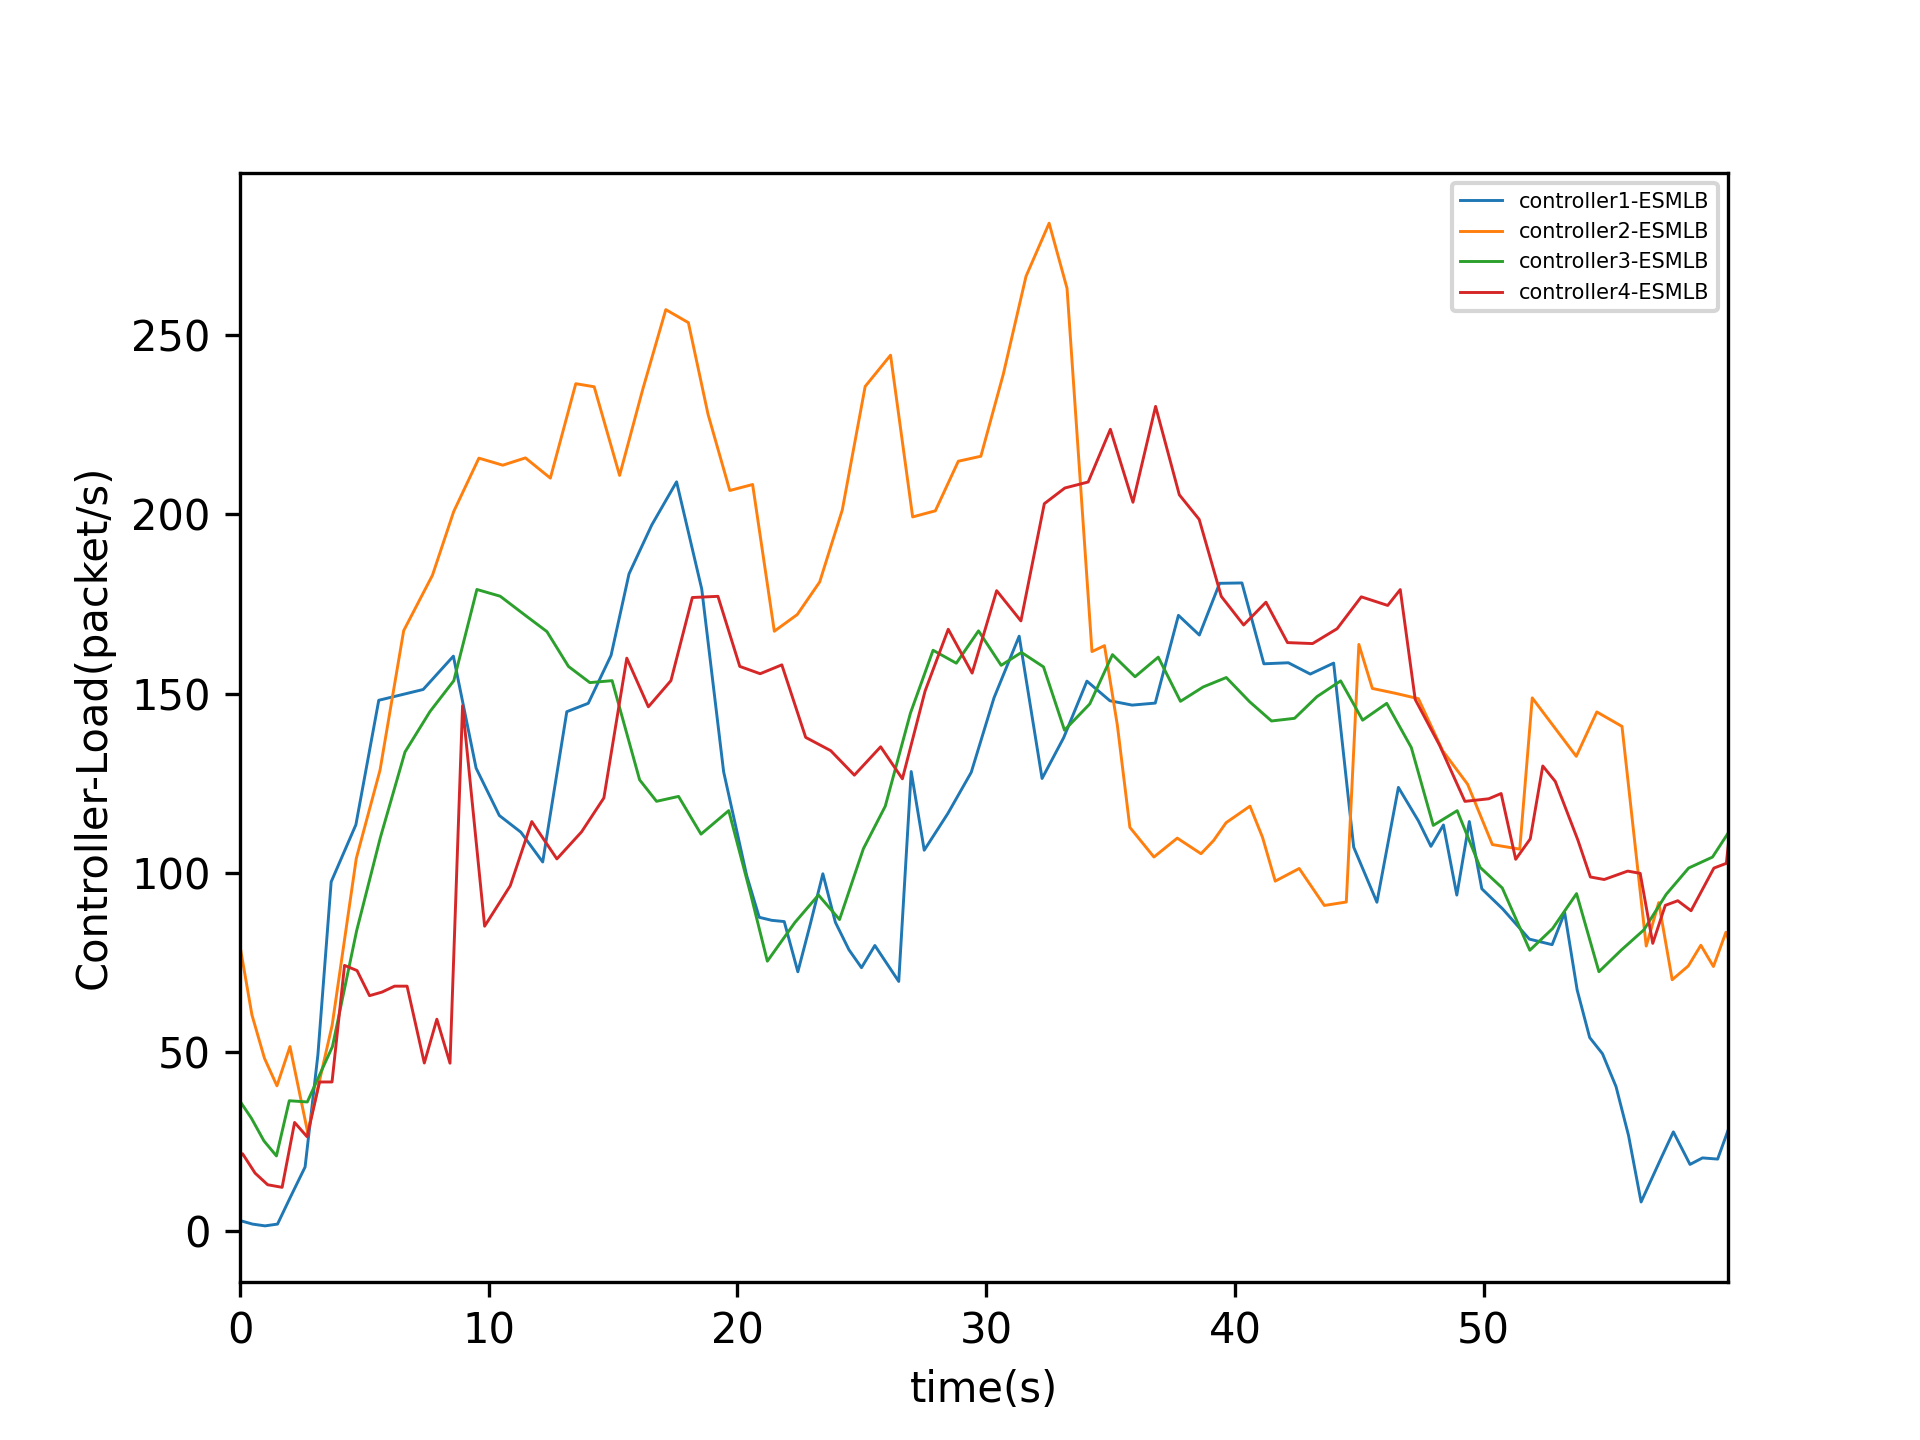 controller1-ESMLB
controller2-ESMLB
controller3-ESMLB
controller4-ESMLB
Controller-Load(packet/s)
250
200
150
100
50
0
0 10 20 30 40 50
time(s)